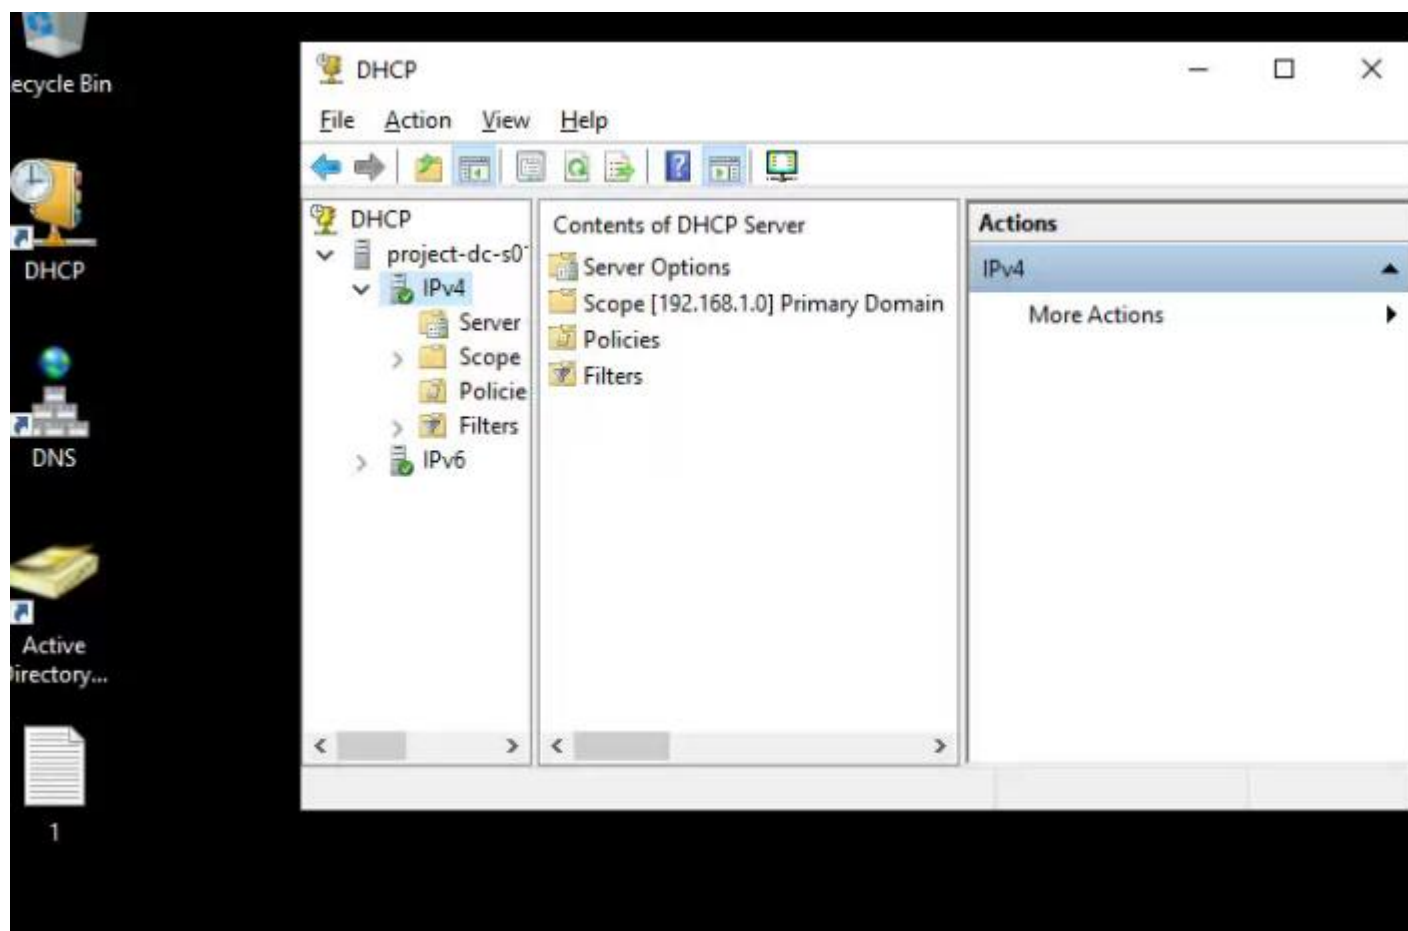 ecycle Bin
DHCP
DNS
Active
irectory...
1
DHCP
File Action View Help
DHCP
project-dc-s0
IPv4
Server
Scope
Policie
Filters
IPv6
Contents of DHCP Server
Server Options
Scope [192.168.1.0] Primary Domain
Policies
Filters
Actions
IPv4
More Actions